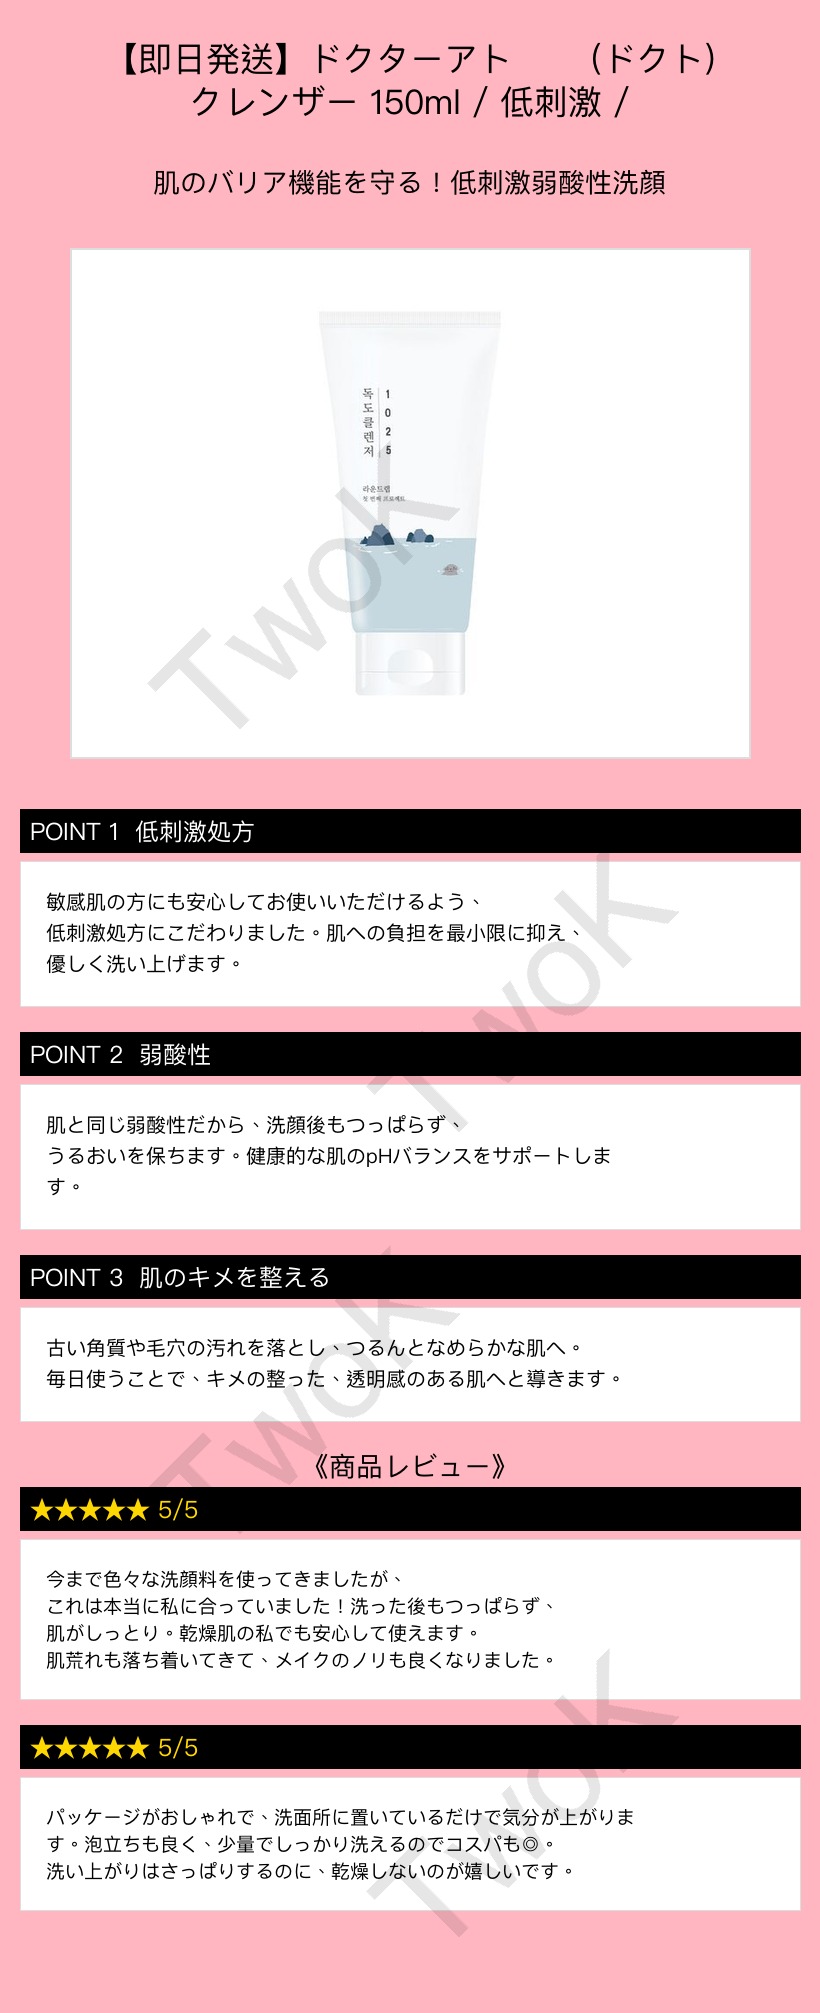 【即日発送】ドクターアト　　（ドクト）
クレンザー 150ml / 低刺激 /
肌のバリア機能を守る！低刺激弱酸性洗顔
독도클렌저
1025
라운드랩
첫 번째 프로젝트
TwoK
POINT 1 低刺激処方
敏感肌の方にも安心してお使いいただけるよう、
低刺激処方にこだわりました。肌への負担を最小限に抑え、
優しく洗い上げます。
TwoK
POINT 2 弱酸性
肌と同じ弱酸性だから、洗顔後もつっぱらず、
うるおいを保ちます。健康的な肌のpHバランスをサポートしま
す。
POINT 3 肌のキメを整える
古い角質や毛穴の汚れを落とし、つるんとなめらかな肌へ。
毎日使うことで、キメの整った、透明感のある肌へと導きます。
TwoK
《商品レビュー》
★★★★★ 5/5
今まで色々な洗顔料を使ってきましたが、
これは本当に私に合っていました！洗った後もつっぱらず、
肌がしっとり。乾燥肌の私でも安心して使えます。
肌荒れも落ち着いてきて、メイクのノリも良くなりました。
★★★★★ 5/5
パッケージがおしゃれで、洗面所に置いているだけで気分が上がりま
す。泡立ちも良く、少量でしっかり洗えるのでコスパも◎。
洗い上がりはさっぱりするのに、乾燥しないのが嬉しいです。
TwoK